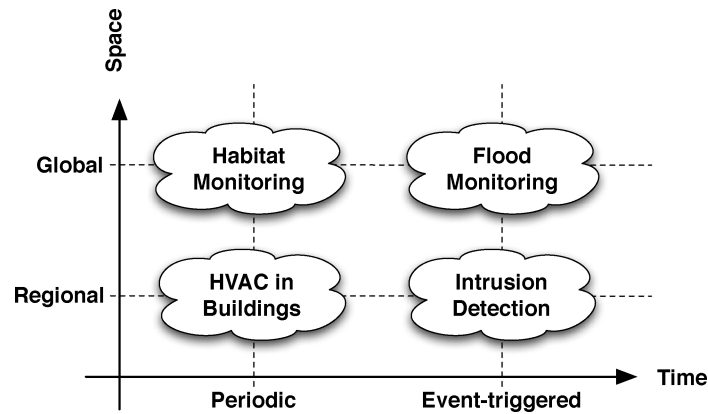 Space
Global
Habitat
Monitoring
Flood
Monitoring
Regional
HVAC in
Buildings
Intrusion
Detection
Time
Periodic
Event-triggered